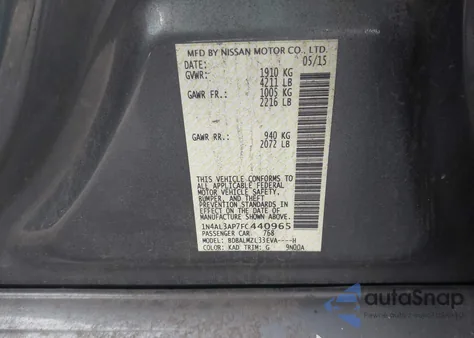 MFD BY NISSAN MOTOR CO., LTD.
DATE: 05/15
GVWR: 1910 KG
4211 LB
GAWR FR.: 1005 KG
2216 LB
GAWR RR.: 940 KG
2072 LB
THIS VEHICLE CONFORMS TO
ALL APPLICABLE FEDERAL
MOTOR VEHICLE SAFETY,
BUMPER, AND THEFT
PREVENTION STANDARDS
IN EFFECT ON THE DATE OF
MANUFACTURE SHOWN ABOVE.
1N4AL3AP7FC440965
PASSENGER CAR 768
MODEL: BDBALMZL33EVA----H
COLOR: KAD TRIM: G 9N00A
autoSnap